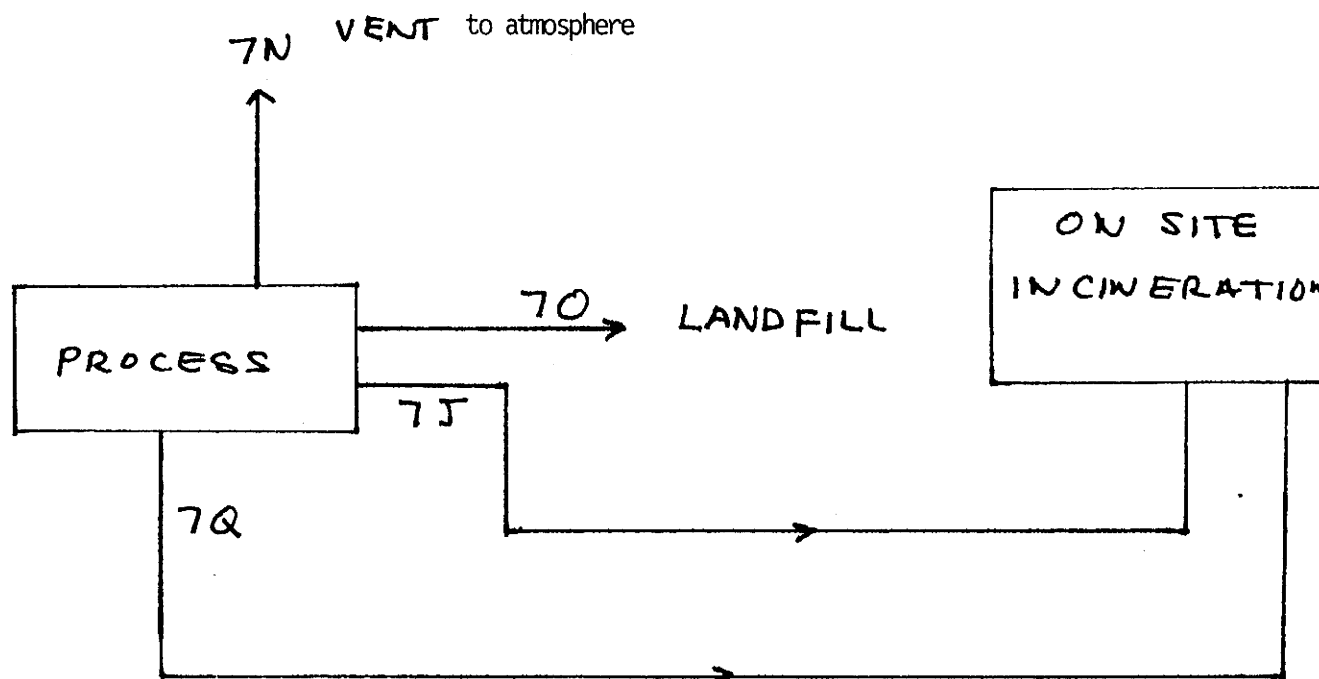 7N VENT to atmosphere
ON SITE
INCINERATION
7O LANDFILL
PROCESS
7J
7Q